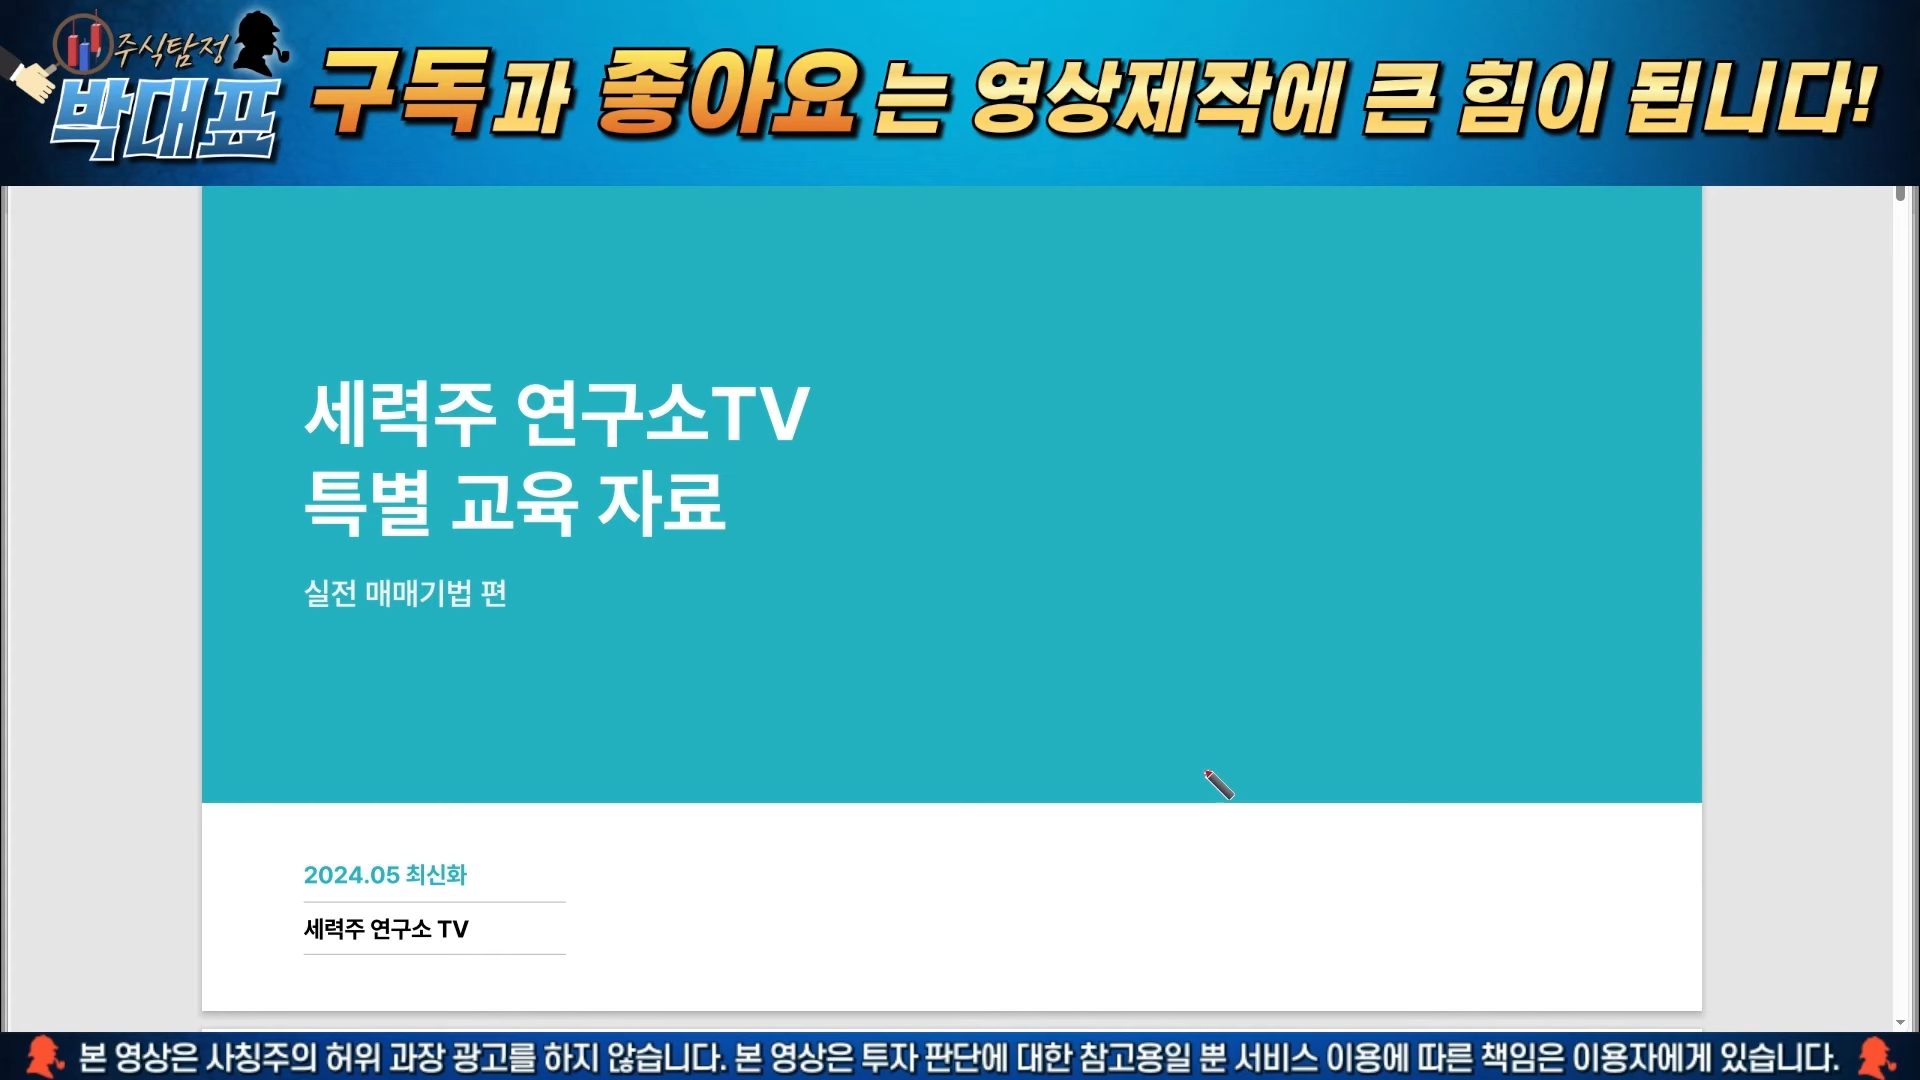 주식탐정
박대표
구독과 좋아요는 영상제작에 큰 힘이 됩니다!
세력주 연구소TV
특별 교육 자료
실전 매매기법 편
2024.05 최신화
세력주 연구소 TV
본 영상은 사칭주의 허위 과장 광고를 하지 않습니다. 본 영상은 투자 판단에 대한 참고용일 뿐 서비스 이용에 따른 책임은 이용자에게 있습니다.